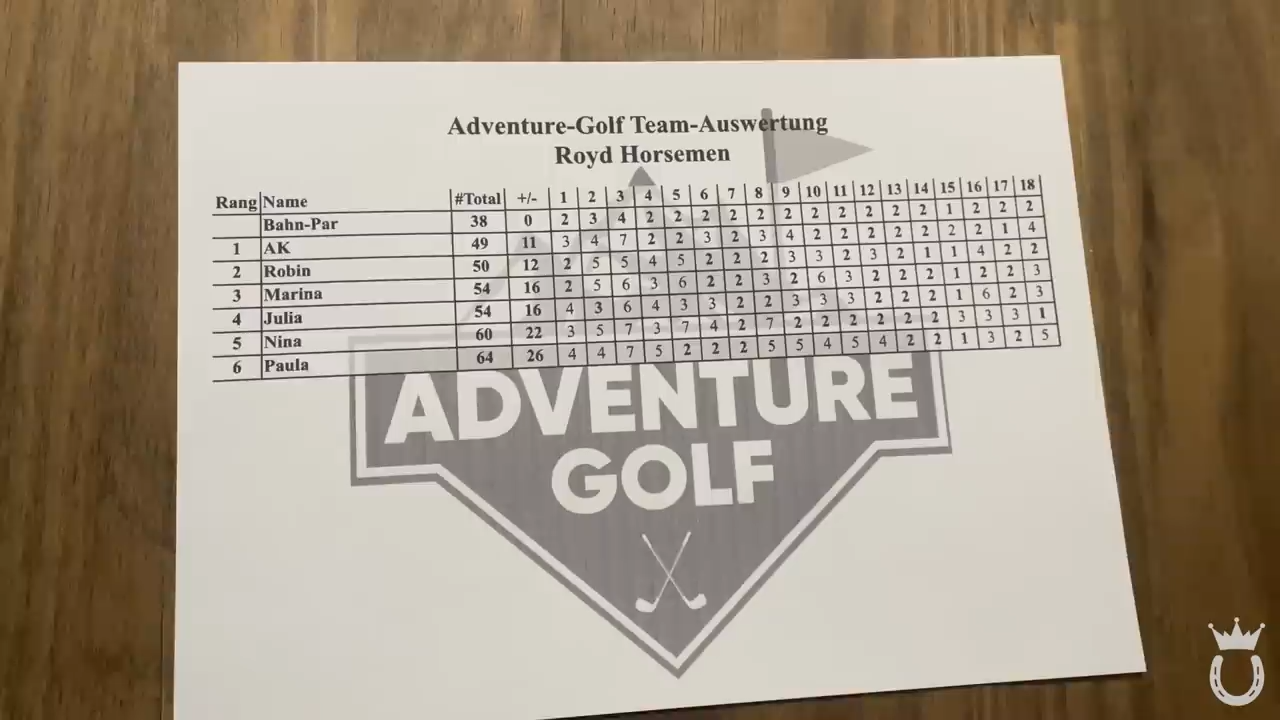 Adventure-Golf Team-Auswertung
Royd Horsemen
Rang Name #Total +/- 1 2 3 4 5 6 7 8 9 10 11 12 13 14 15 16 17 18
Bahn-Par 38 0 2 3 4 2 2 2 2 2 2 2 2 2 2 2 1 2 2 2
1 AK 49 11 3 4 7 2 2 3 2 3 4 2 2 2 2 2 2 2 1 4
2 Robin 50 12 2 5 5 4 5 2 2 2 3 3 2 3 2 1 1 4 2 2
3 Marina 54 16 2 5 6 3 6 2 2 3 2 6 3 2 2 2 1 2 2 3
4 Julia 54 16 4 3 6 4 3 3 2 2 3 3 3 2 2 2 1 6 2 3
5 Nina 60 22 3 5 7 3 7 4 2 7 2 2 2 2 2 2 3 3 3 1
6 Paula 64 26 4 4 7 5 2 2 2 5 5 4 5 4 2 2 1 3 2 5
ADVENTURE
GOLF